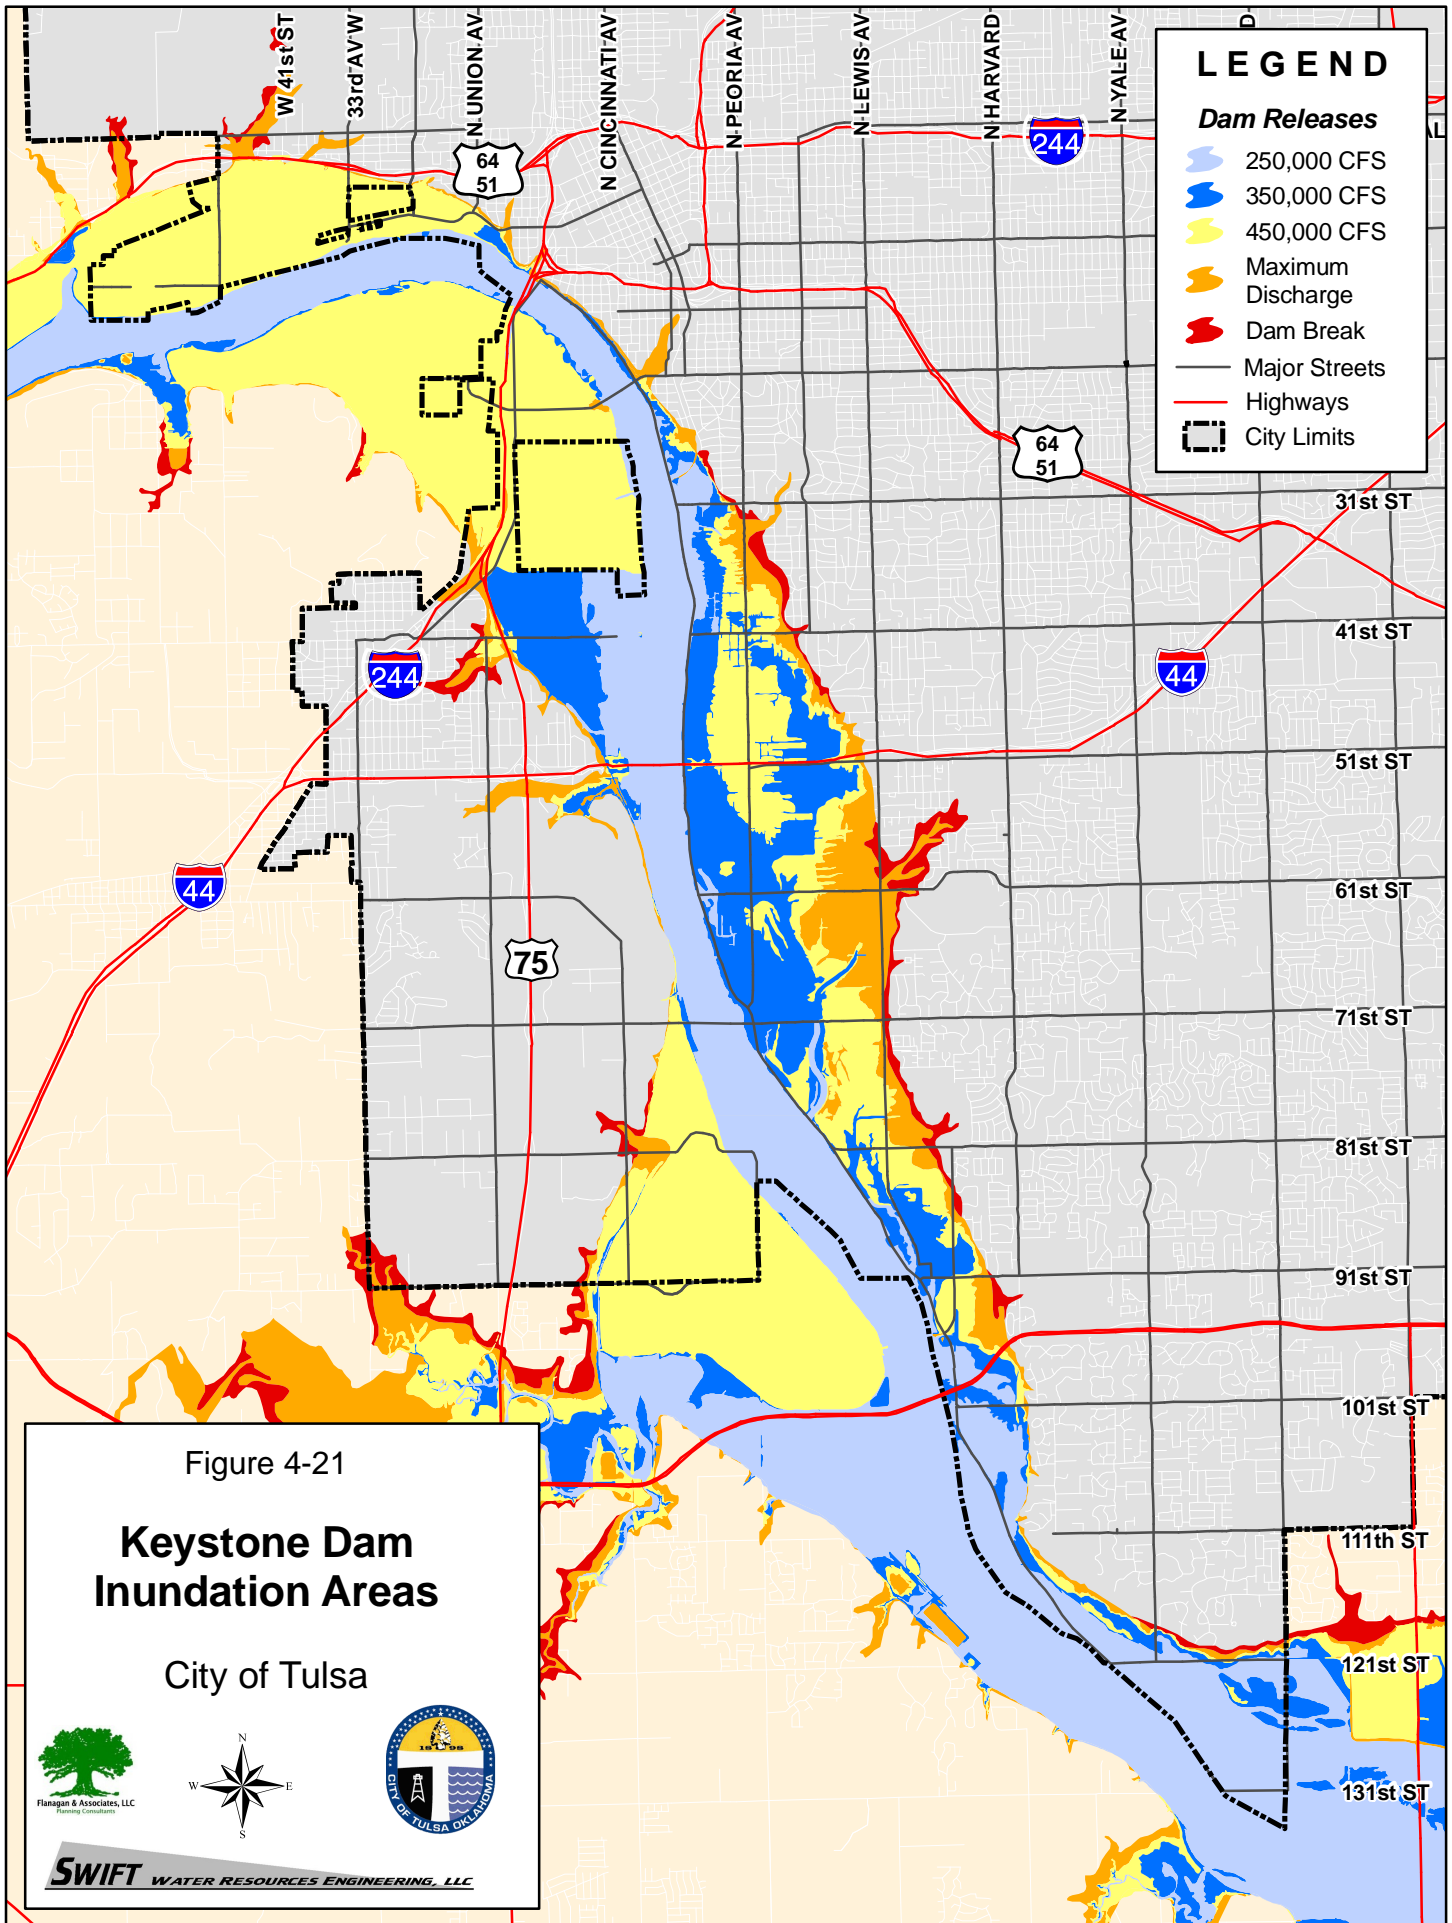 W 41st ST
33rd AV W
N UNION AV
N CINCINNATI AV
N PEORIA AV
N LEWIS AV
N HARVARD
N YALE AV
D
LEGEND
Dam Releases
250,000 CFS
350,000 CFS
450,000 CFS
Maximum
Discharge
Dam Break
Major Streets
Highways
City Limits
AL
64
51
244
64
51
31st ST
41st ST
244
44
51st ST
44
61st ST
75
71st ST
81st ST
91st ST
101st ST
111th ST
121st ST
131st ST
Figure 4-21
Keystone Dam
Inundation Areas
City of Tulsa
Flanagan & Associates, LLC
Planning Consultants
N
W
E
S
1898
CITY OF TULSA OKLAHOMA
SWIFT WATER RESOURCES ENGINEERING, LLC